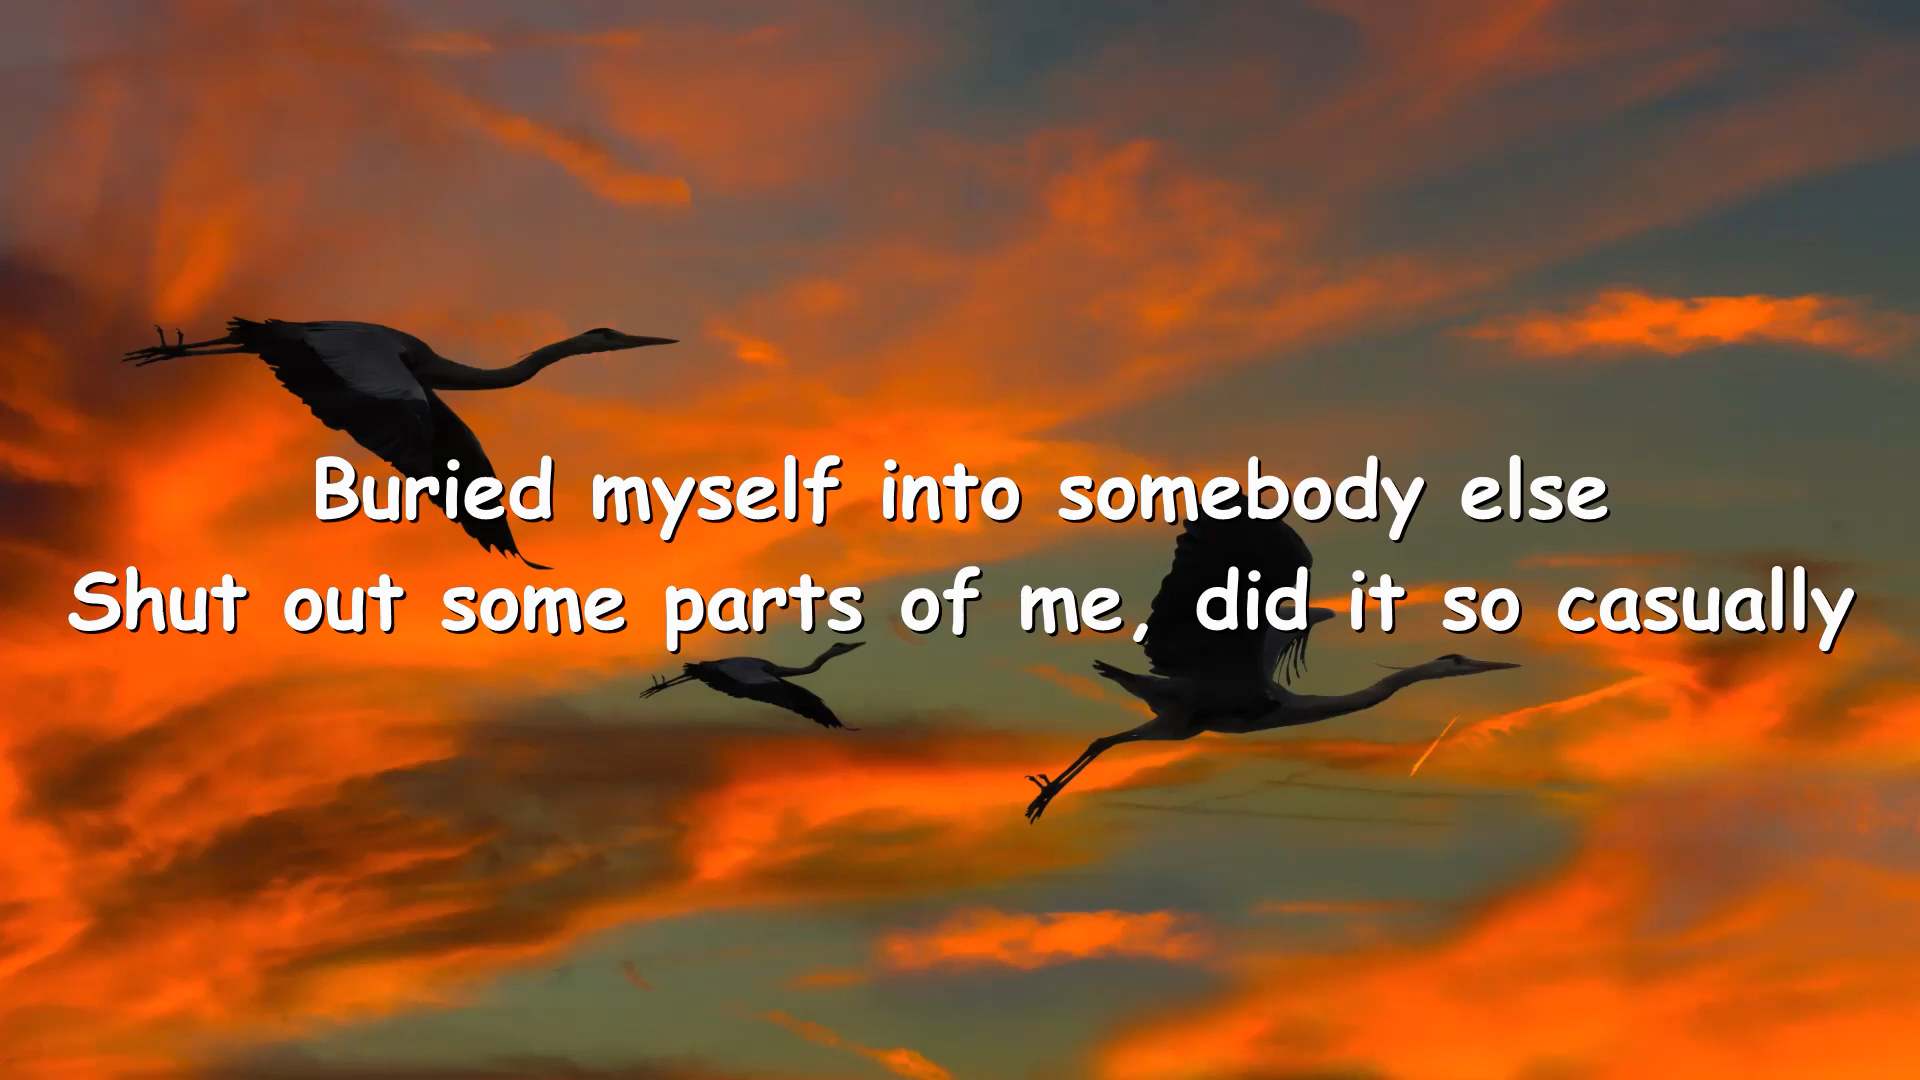 Buried myself into somebody else
Shut out some parts of me, did it so casually